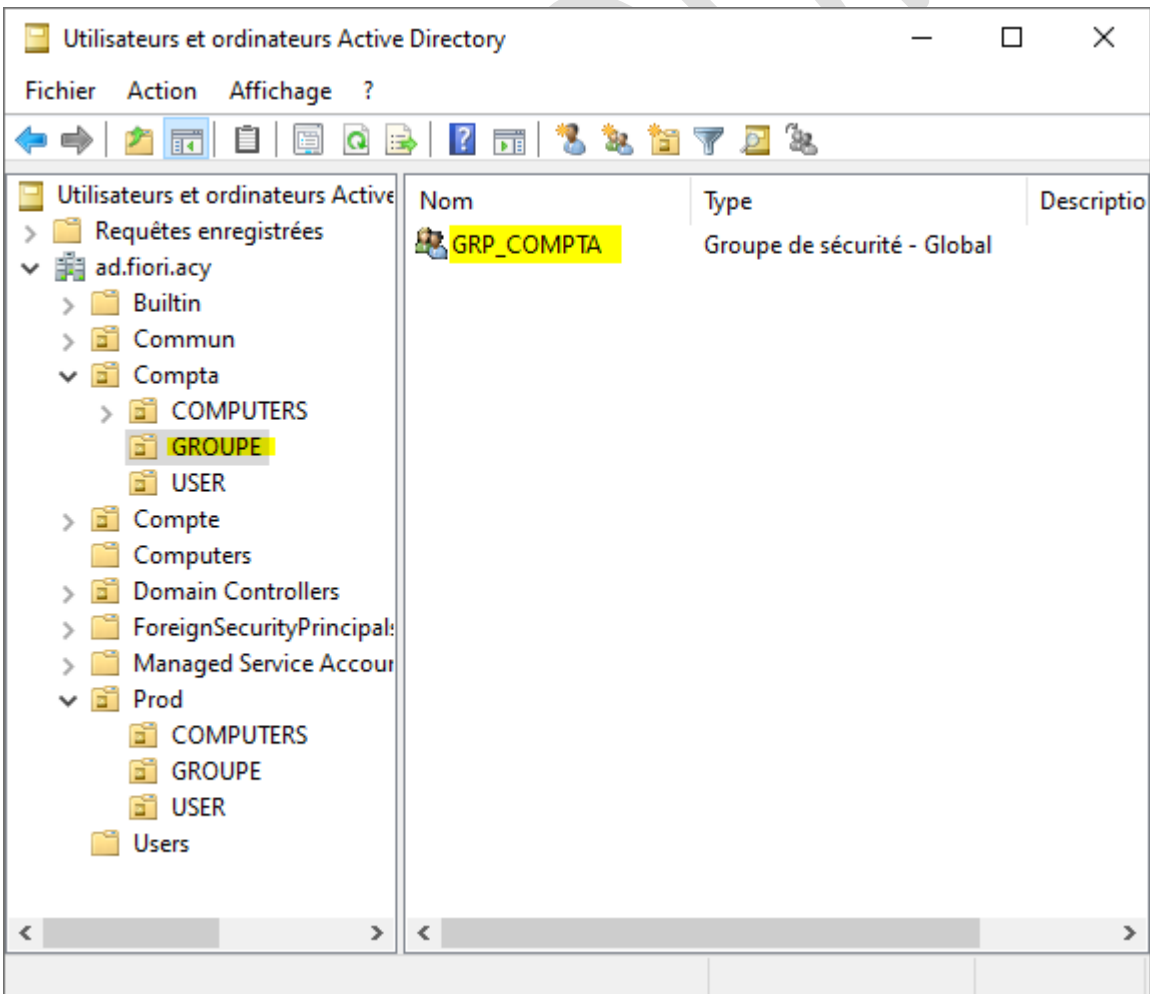 Utilisateurs et ordinateurs Active Directory
Fichier Action Affichage ?
Utilisateurs et ordinateurs Active
Requêtes enregistrées
ad.fiori.acy
Builtin
Commun
Compta
COMPUTERS
GROUPE
USER
Compte
Computers
Domain Controllers
ForeignSecurityPrincipals
Managed Service Accour
Prod
COMPUTERS
GROUPE
USER
Users
Nom Type Descriptio
GRP_COMPTA Groupe de sécurité - Global